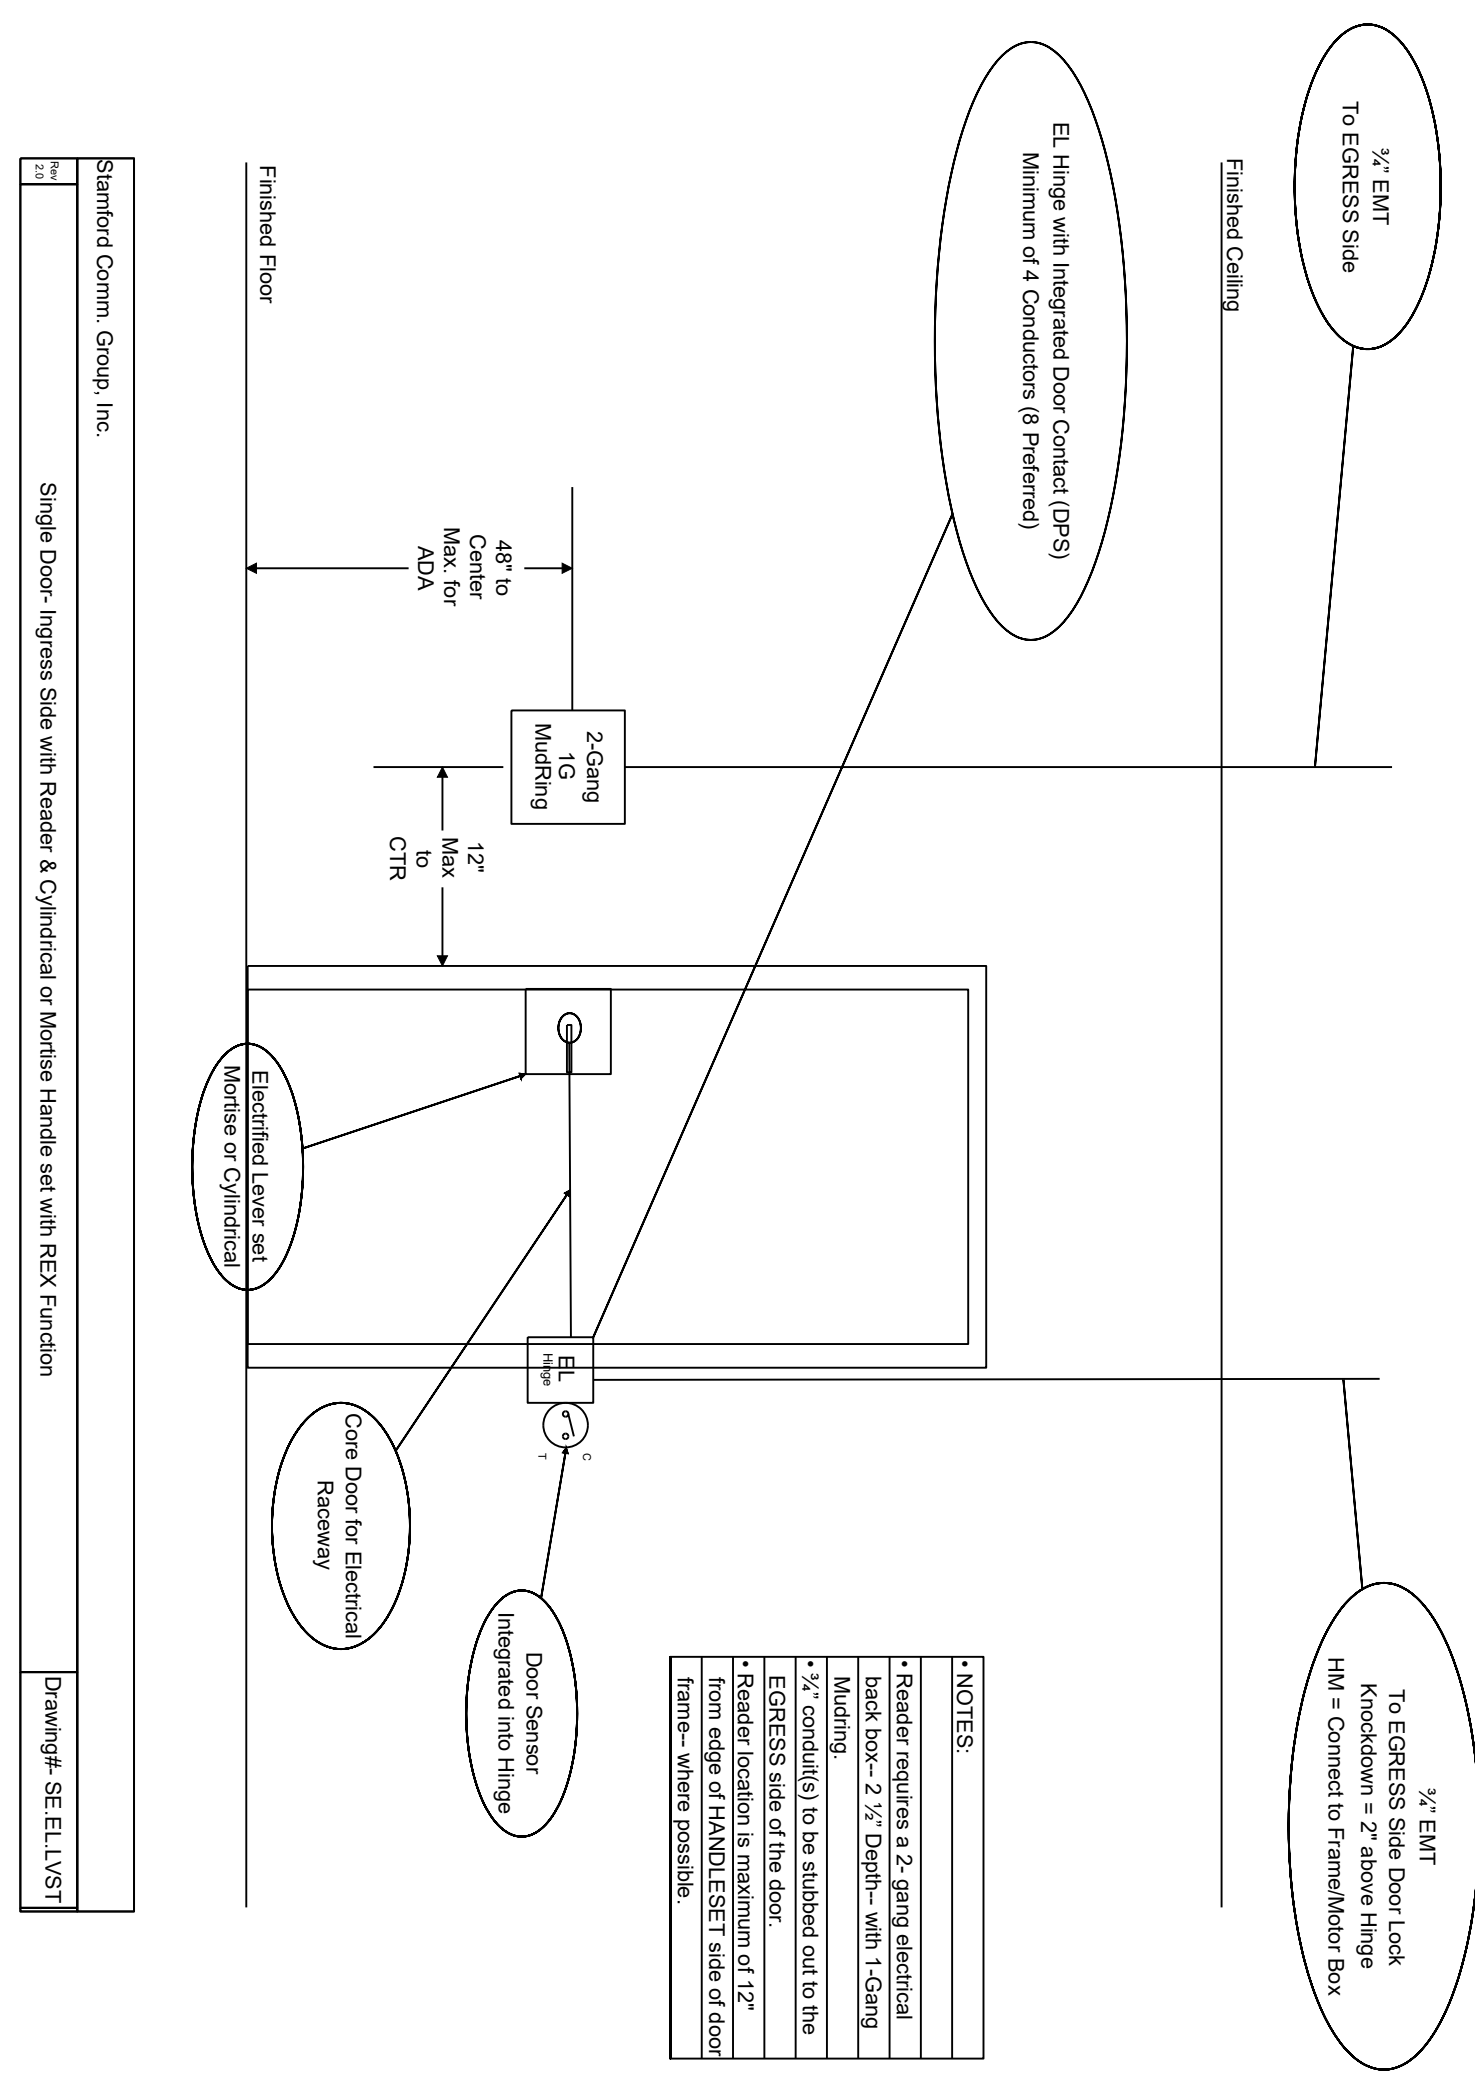 ¾” EMT
To EGRESS Side
Finished Ceiling
EL Hinge with Integrated Door Contact (DPS)
Minimum of 4 Conductors (8 Preferred)
¾” EMT
To EGRESS Side Door Lock
Knockdown = 2" above Hinge
HM = Connect to Frame/Motor Box
• NOTES:
• Reader requires a 2- gang electrical
back box-- 2 ½” Depth-- with 1-Gang
Mudring.
• ¾” conduit(s) to be stubbed out to the
EGRESS side of the door.
• Reader location is maximum of 12"
from edge of HANDLESET side of door
frame-- where possible.
2-Gang
1G
MudRing
48" to
Center
Max. for
ADA
12"
Max
to
CTR
EL
Hinge
C
T
Door Sensor
Integrated into Hinge
Core Door for Electrical
Raceway
Electrified Lever set
Mortise or Cylindrical
Finished Floor
Stamford Comm. Group, Inc.
Rev
2.0
Single Door- Ingress Side with Reader & Cylindrical or Mortise Handle set with REX Function
Drawing#- SE.EL.LVST